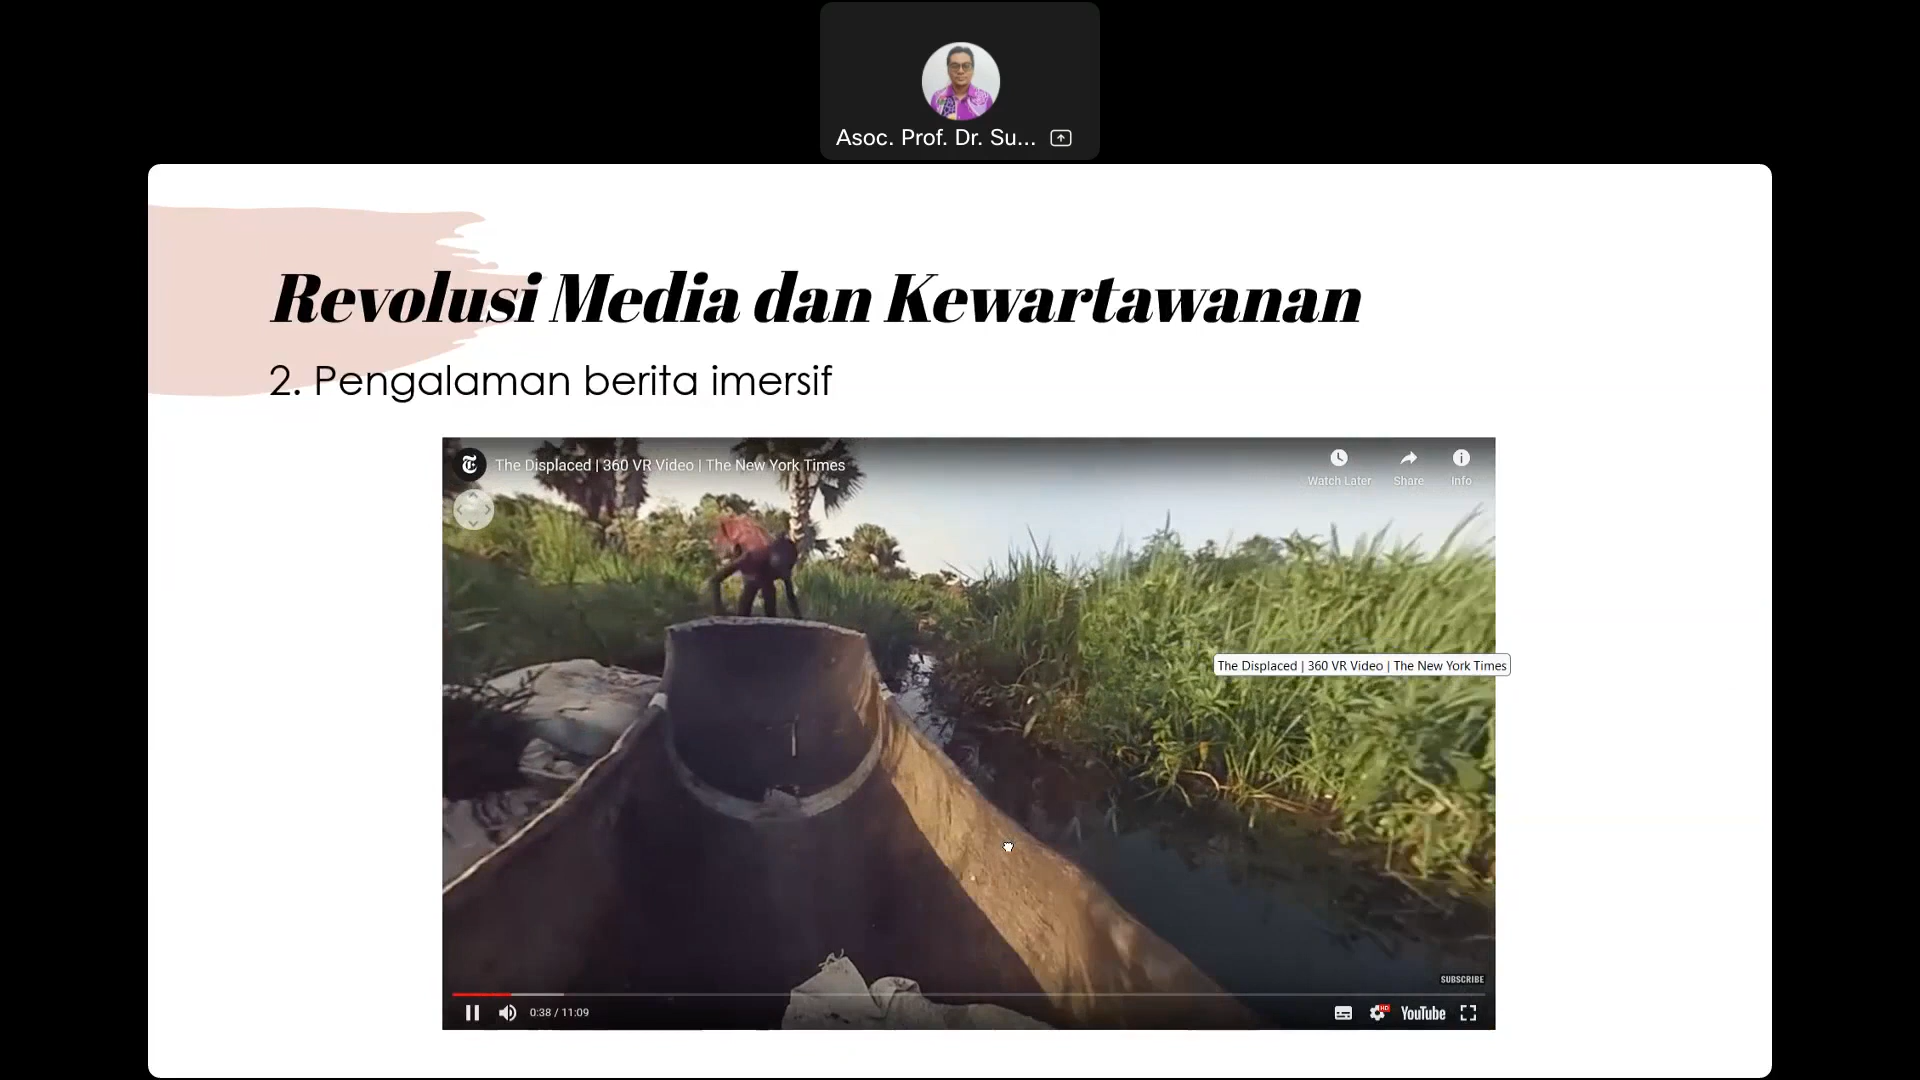 Asoc. Prof. Dr. Su...
Revolusi Media dan Kewartawanan
2. Pengalaman berita imersif
The Displaced | 360 VR Video | The New York Times
Watch Later
Share
Info
The Displaced | 360 VR Video | The New York Times
SUBSCRIBE
0:38 / 11:09
HD
YouTube